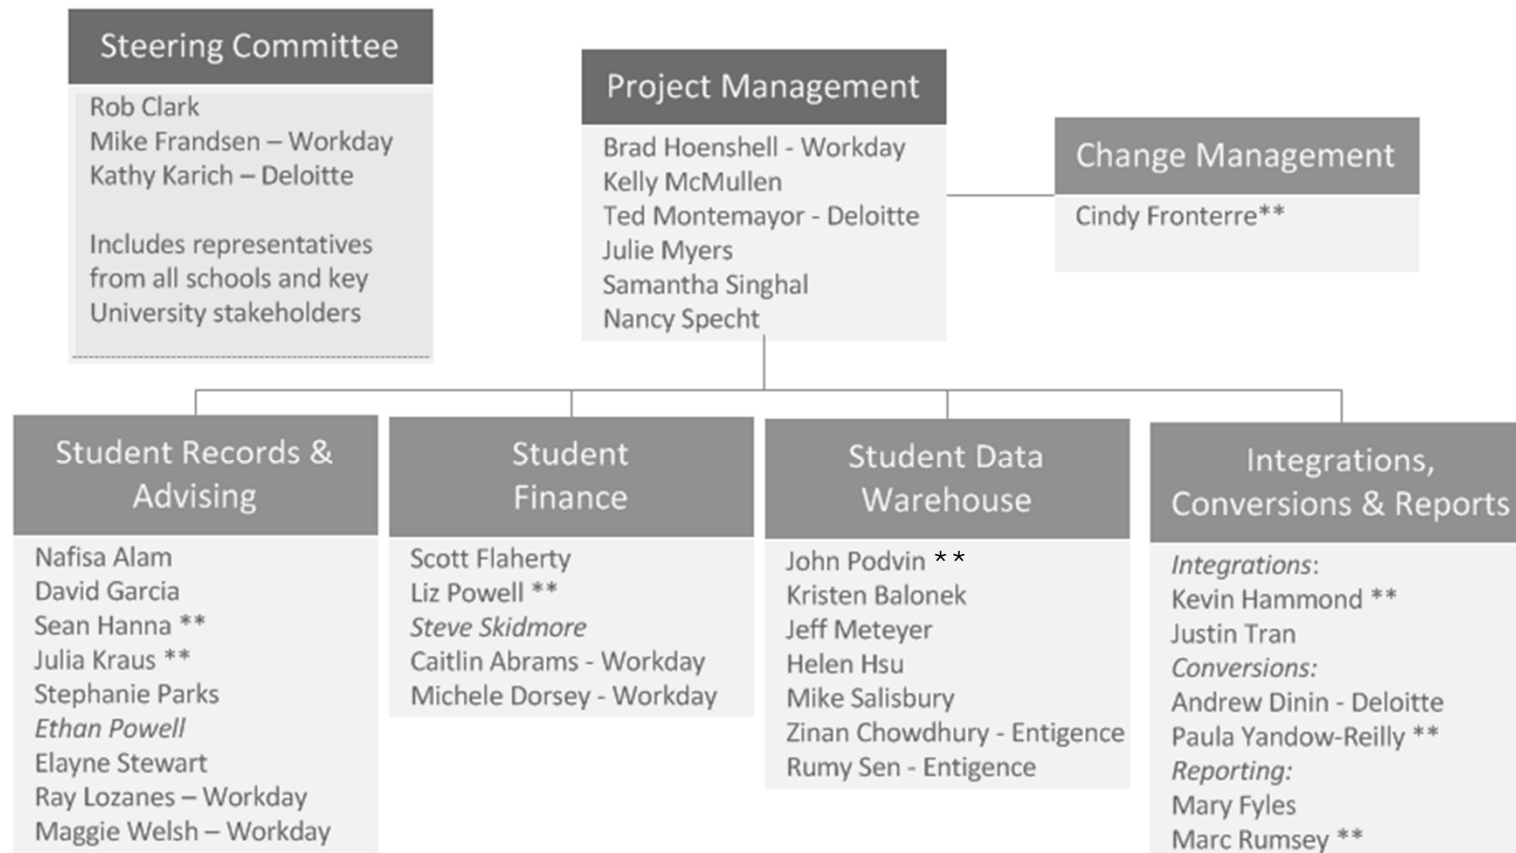 Steering Committee
Rob Clark
Mike Frandsen – Workday
Kathy Karich – Deloitte
Includes representatives
from all schools and key
University stakeholders
Project Management
Brad Hoenshell - Workday
Kelly McMullen
Ted Montemayor - Deloitte
Julie Myers
Samantha Singhal
Nancy Specht
Change Management
Cindy Fronterre**
Student Records &
Advising
Nafisa Alam
David Garcia
Sean Hanna **
Julia Kraus **
Stephanie Parks
Ethan Powell
Elayne Stewart
Ray Lozanes – Workday
Maggie Welsh – Workday
Student
Finance
Scott Flaherty
Liz Powell **
Steve Skidmore
Caitlin Abrams - Workday
Michele Dorsey - Workday
Student Data
Warehouse
John Podvin **
Kristen Balonek
Jeff Meteyer
Helen Hsu
Mike Salisbury
Zinan Chowdhury - Entigence
Rumy Sen - Entigence
Integrations,
Conversions & Reports
Integrations:
Kevin Hammond **
Justin Tran
Conversions:
Andrew Dinin - Deloitte
Paula Yandow-Reilly **
Reporting:
Mary Fyles
Marc Rumsey **